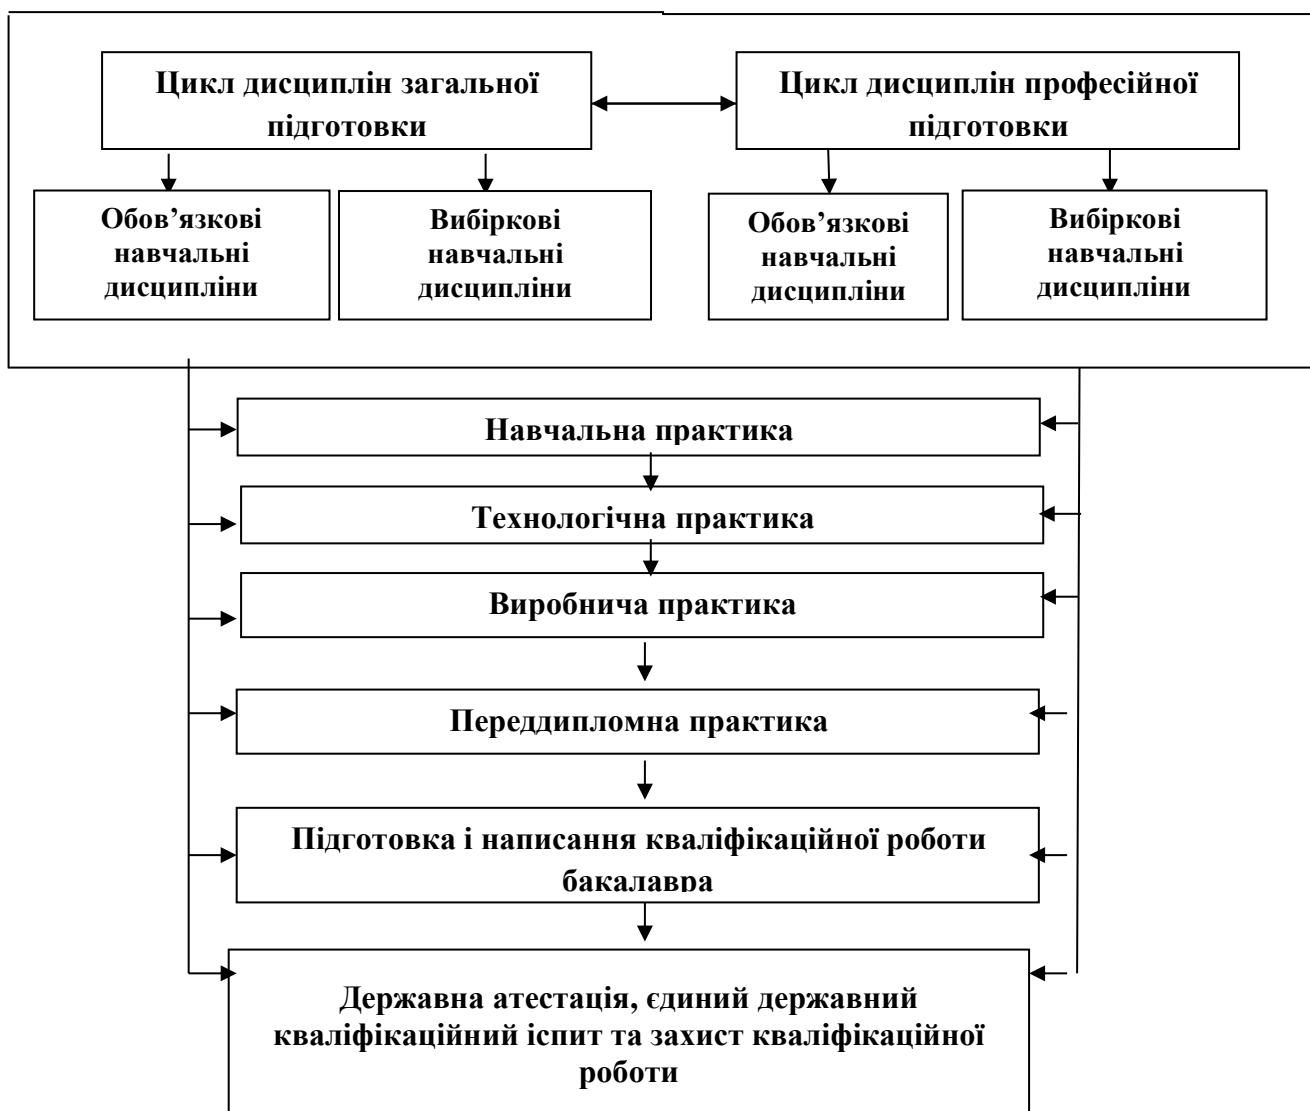 Цикл дисциплін загальної
підготовки
Цикл дисциплін професійної
підготовки
Обов’язкові
навчальні
дисципліни
Вибіркові
навчальні
дисципліни
Обов’язкові
навчальні
дисципліни
Вибіркові
навчальні
дисципліни
Навчальна практика
Технологічна практика
Виробнича практика
Переддипломна практика
Підготовка і написання кваліфікаційної роботи
бакалавра
Державна атестація, єдиний державний
кваліфікаційний іспит та захист кваліфікаційної
роботи